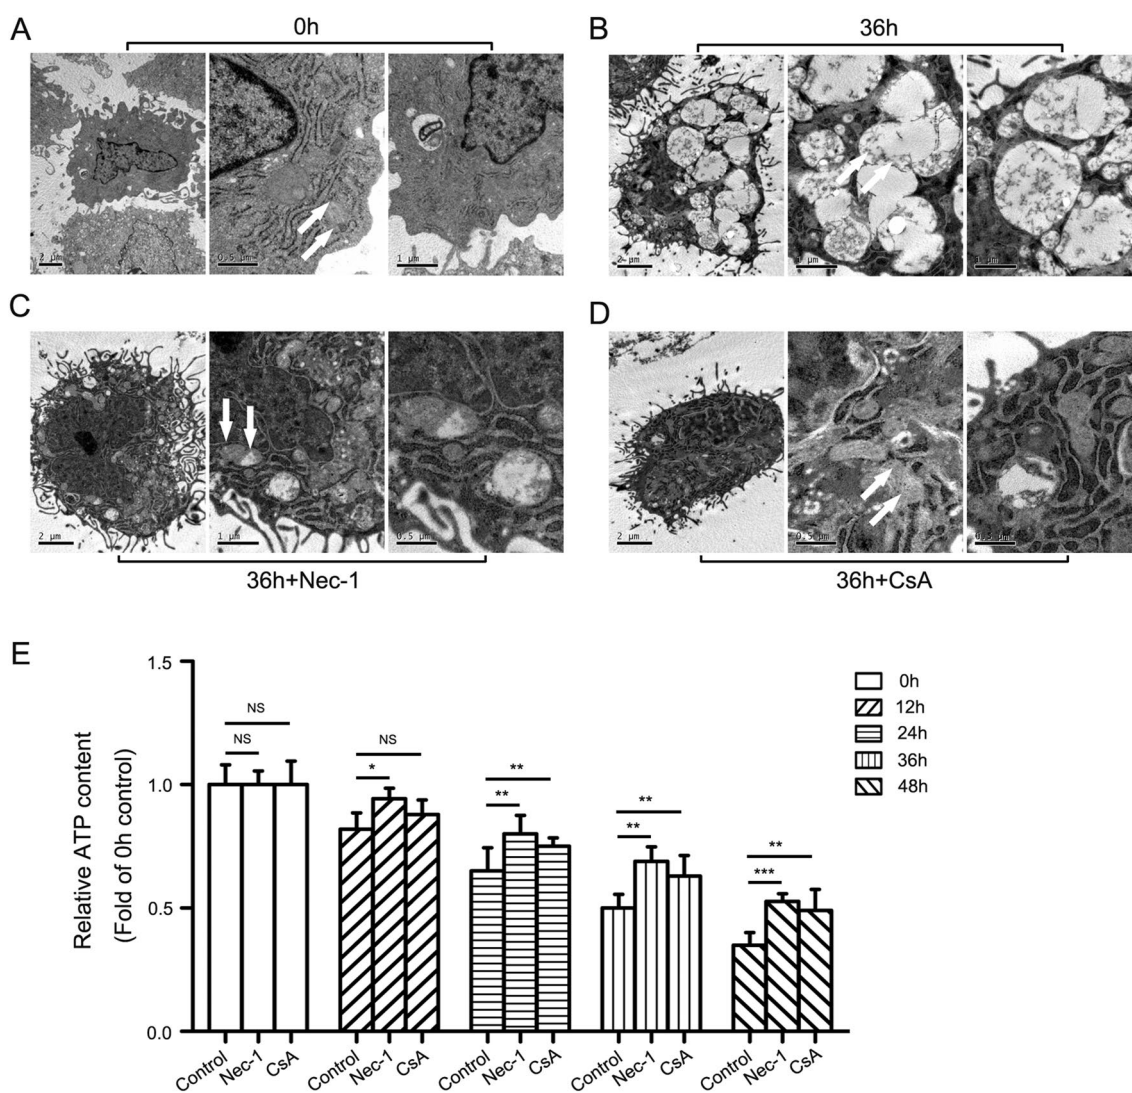 A
0h
2 µm
0.5 µm
1 µm
B
36h
2 µm
1 µm
1 µm
C
2 µm
1 µm
0.5 µm
36h+Nec-1
D
2 µm
0.5 µm
0.5 µm
36h+CsA
E
Relative ATP content
(Fold of 0h control)
1.5
1.0
0.5
0.0
NS
NS
NS
*
**
**
**
**
**
***
0h
12h
24h
36h
48h
Control
Nec-1
CsA
Control
Nec-1
CsA
Control
Nec-1
CsA
Control
Nec-1
CsA
Control
Nec-1
CsA